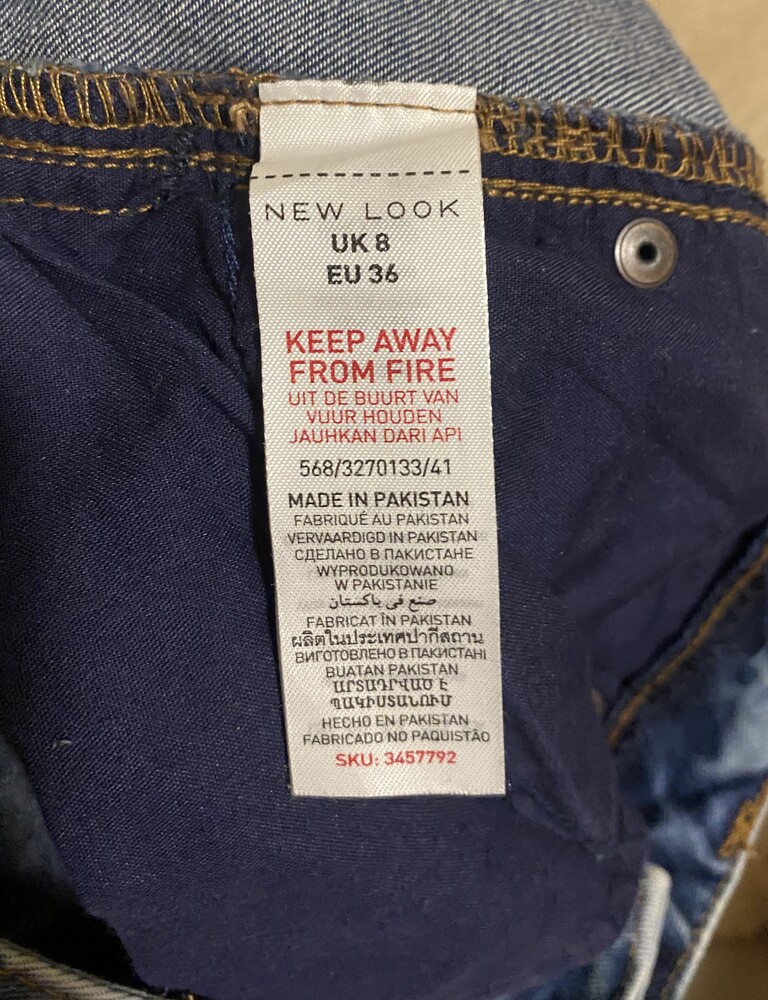 NEW LOOK
UK 8
EU 36
KEEP AWAY
FROM FIRE
UIT DE BUURT VAN
VUUR HOUDEN
JAUHKAN DARI API
568/3270133/41
MADE IN PAKISTAN
FABRIQUÉ AU PAKISTAN
VERVAARDIGD IN PAKISTAN
СДЕЛАНО В ПАКИСТАНЕ
WYPRODUKOWANO
W PAKISTANIE
صنع في باكستان
FABRICAT ÎN PAKISTAN
ผลิตในประเทศปากีสถาน
ВИГОТОВЛЕНО В ПАКИСТАНІ
BUATAN PAKISTAN
ԱՐՏԱԴՐՎԱԾ Է
ՊԱԿԻՍՏԱՆՈՒՄ
HECHO EN PAKISTAN
FABRICADO NO PAQUISTÃO
SKU: 3457792